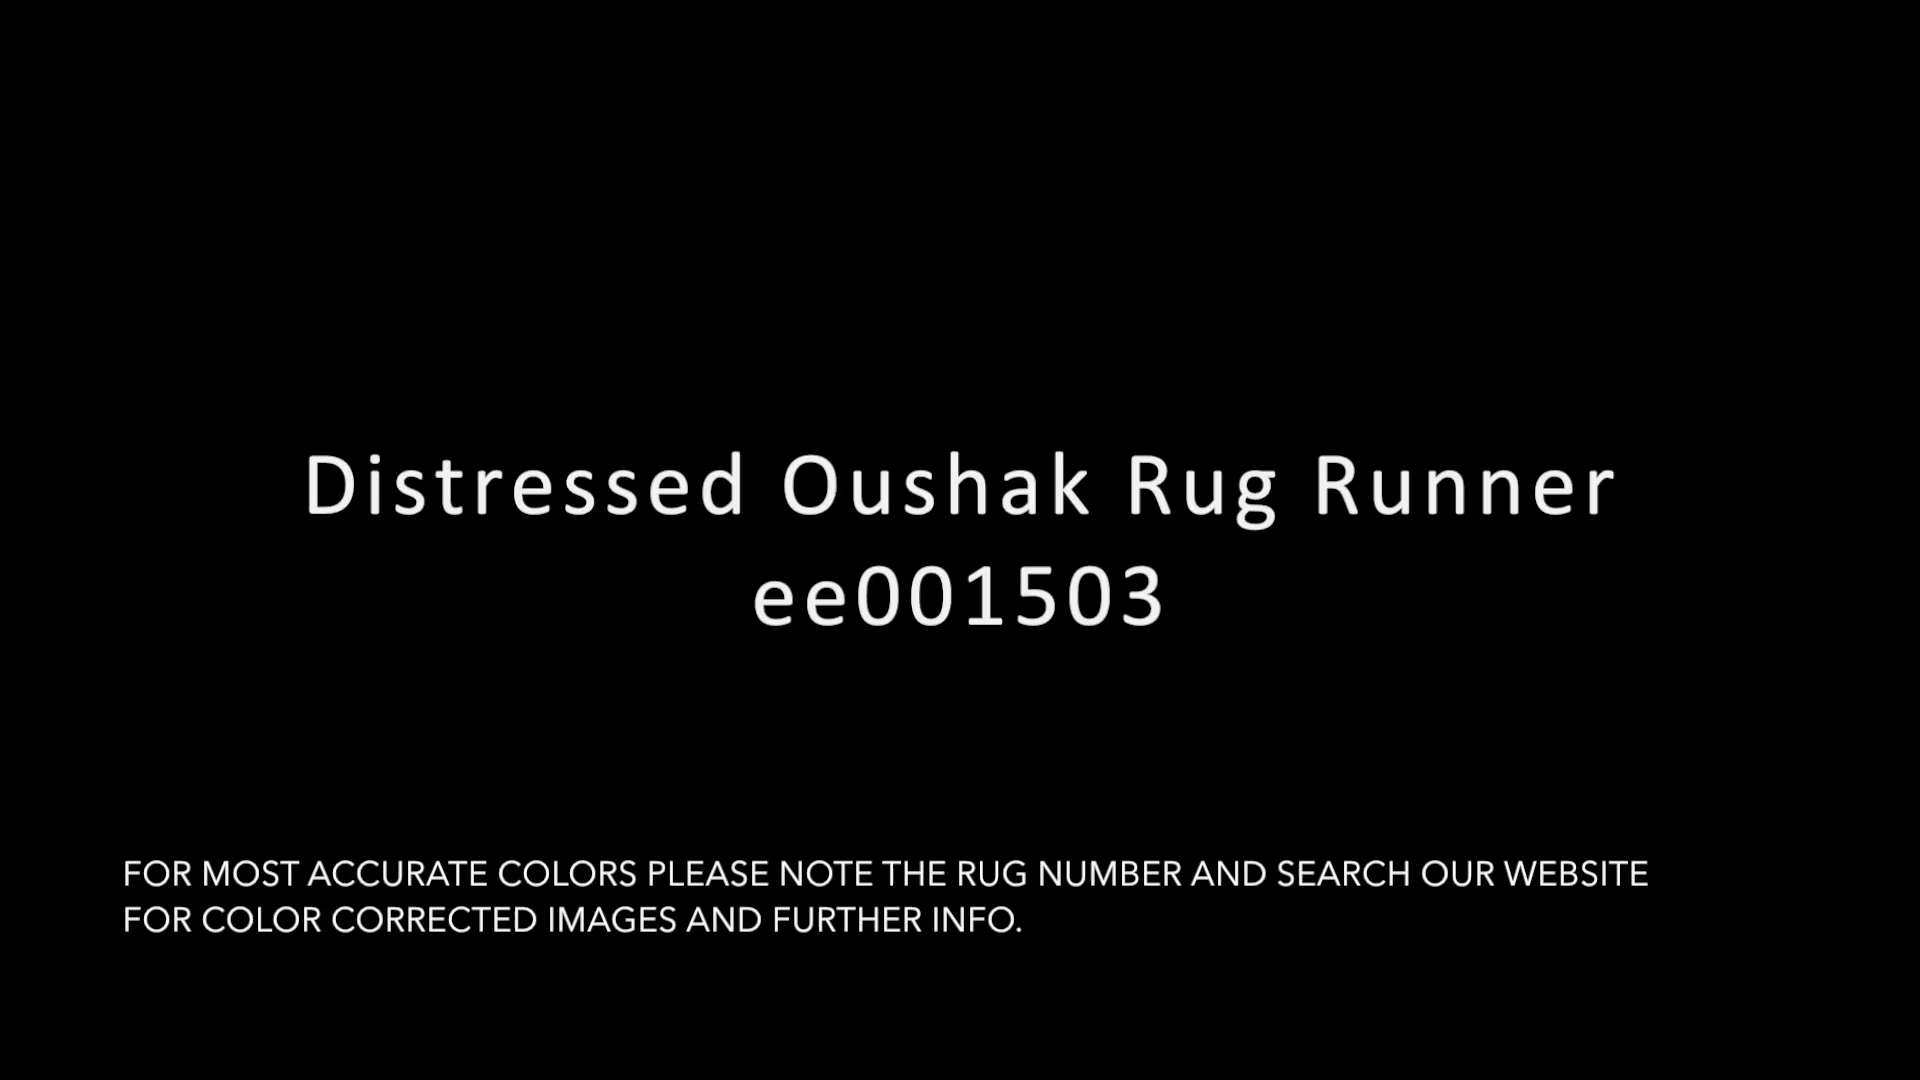 Distressed Oushak Rug Runner
ee001503
FOR MOST ACCURATE COLORS PLEASE NOTE THE RUG NUMBER AND SEARCH OUR WEBSITE
FOR COLOR CORRECTED IMAGES AND FURTHER INFO.